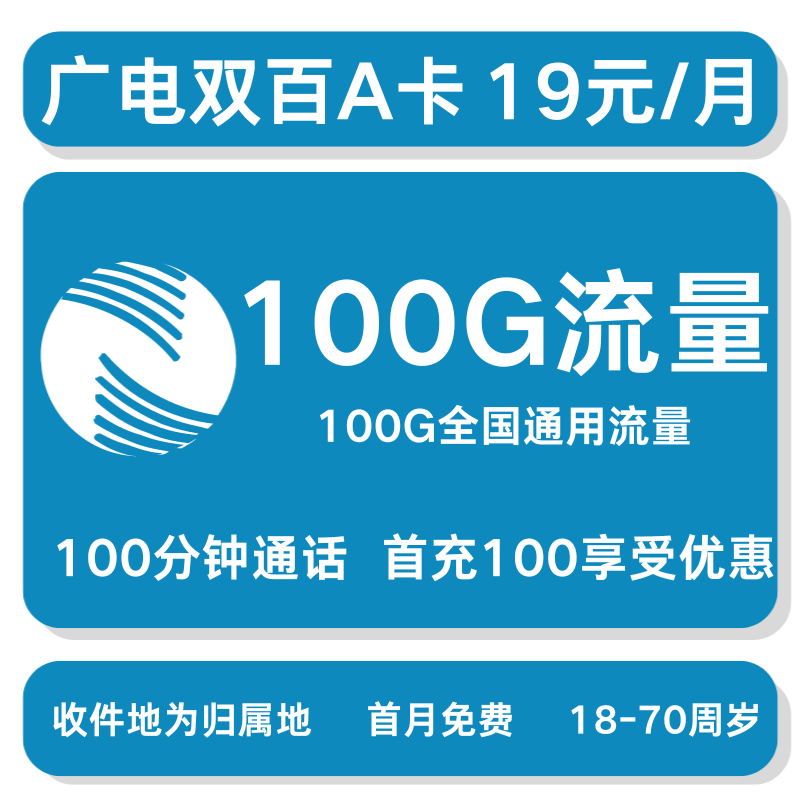 广电双百A卡 19元/月
100G流量
100G全国通用流量
100分钟通话 首充100享受优惠
收件地为归属地 首月免费 18-70周岁